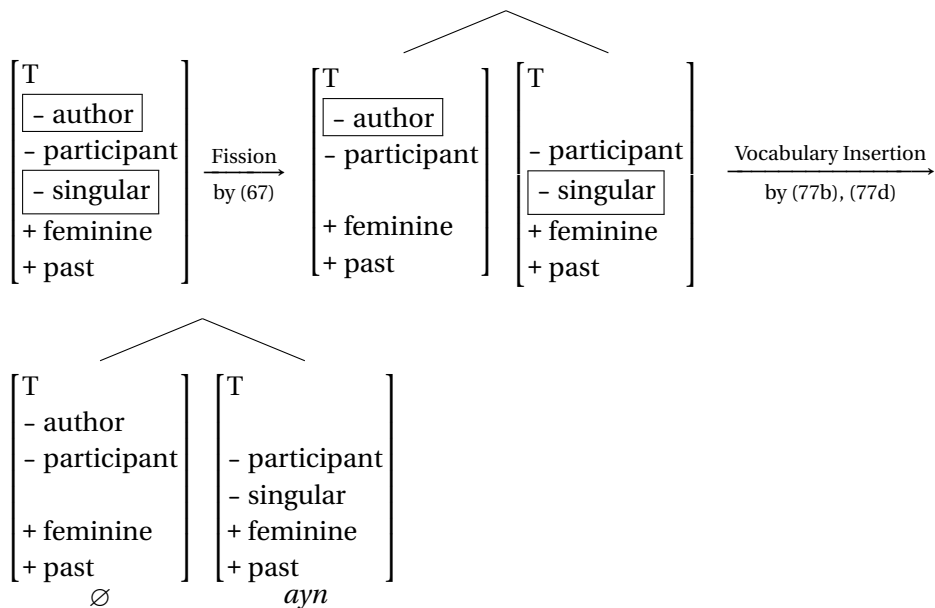 T
– author
– participant
– singular
+ feminine
+ past
Fission
by (67)
T
– author
– participant
+ feminine
+ past
T
– participant
– singular
+ feminine
+ past
Vocabulary Insertion
by (77b), (77d)
T
– author
– participant
+ feminine
+ past
∅
T
– participant
– singular
+ feminine
+ past
ayn